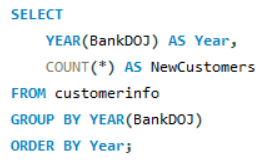 SELECT
    YEAR(BankDOJ) AS Year,
    COUNT(*) AS NewCustomers
FROM customerinfo
GROUP BY YEAR(BankDOJ)
ORDER BY Year;